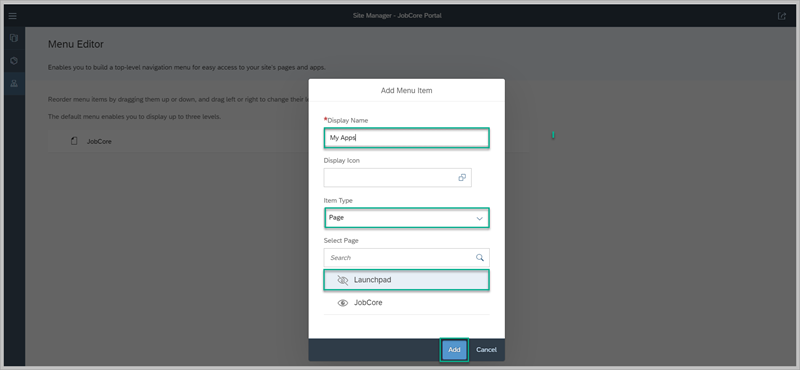 Site Manager - JobCore Portal
Menu Editor
Enables you to build a top-level navigation menu for easy access to your site's pages and apps.
Reorder menu items by dragging them up or down, and drag left or right to change their l
The default menu enables you to display up to three levels.
JobCore
Add Menu Item
*Display Name
My Apps
Display Icon
Item Type
Page
Select Page
Search
Launchpad
JobCore
Add Cancel